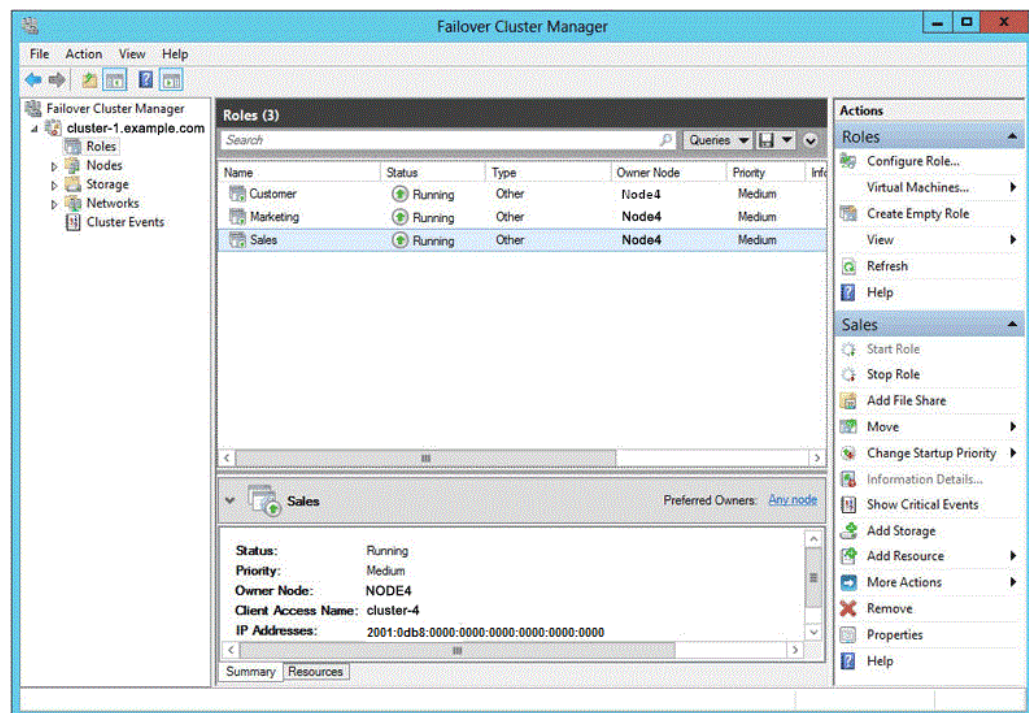 Failover Cluster Manager
File Action View Help
Failover Cluster Manager
cluster-1.example.com
Roles
Nodes
Storage
Networks
Cluster Events
Roles (3)
Search
Queries
Name Status Type Owner Node Priority Info
Customer Running Other Node4 Medium
Marketing Running Other Node4 Medium
Sales Running Other Node4 Medium
Sales
Preferred Owners: Any node
Status: Running
Priority: Medium
Owner Node: NODE4
Client Access Name: cluster-4
IP Addresses: 2001:0db8:0000:0000:0000:0000:0000:0000
Summary Resources
Actions
Roles
Configure Role...
Virtual Machines...
Create Empty Role
View
Refresh
Help
Sales
Start Role
Stop Role
Add File Share
Move
Change Startup Priority
Information Details...
Show Critical Events
Add Storage
Add Resource
More Actions
Remove
Properties
Help